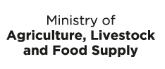 Ministry of
Agriculture, Livestock
and Food Supply